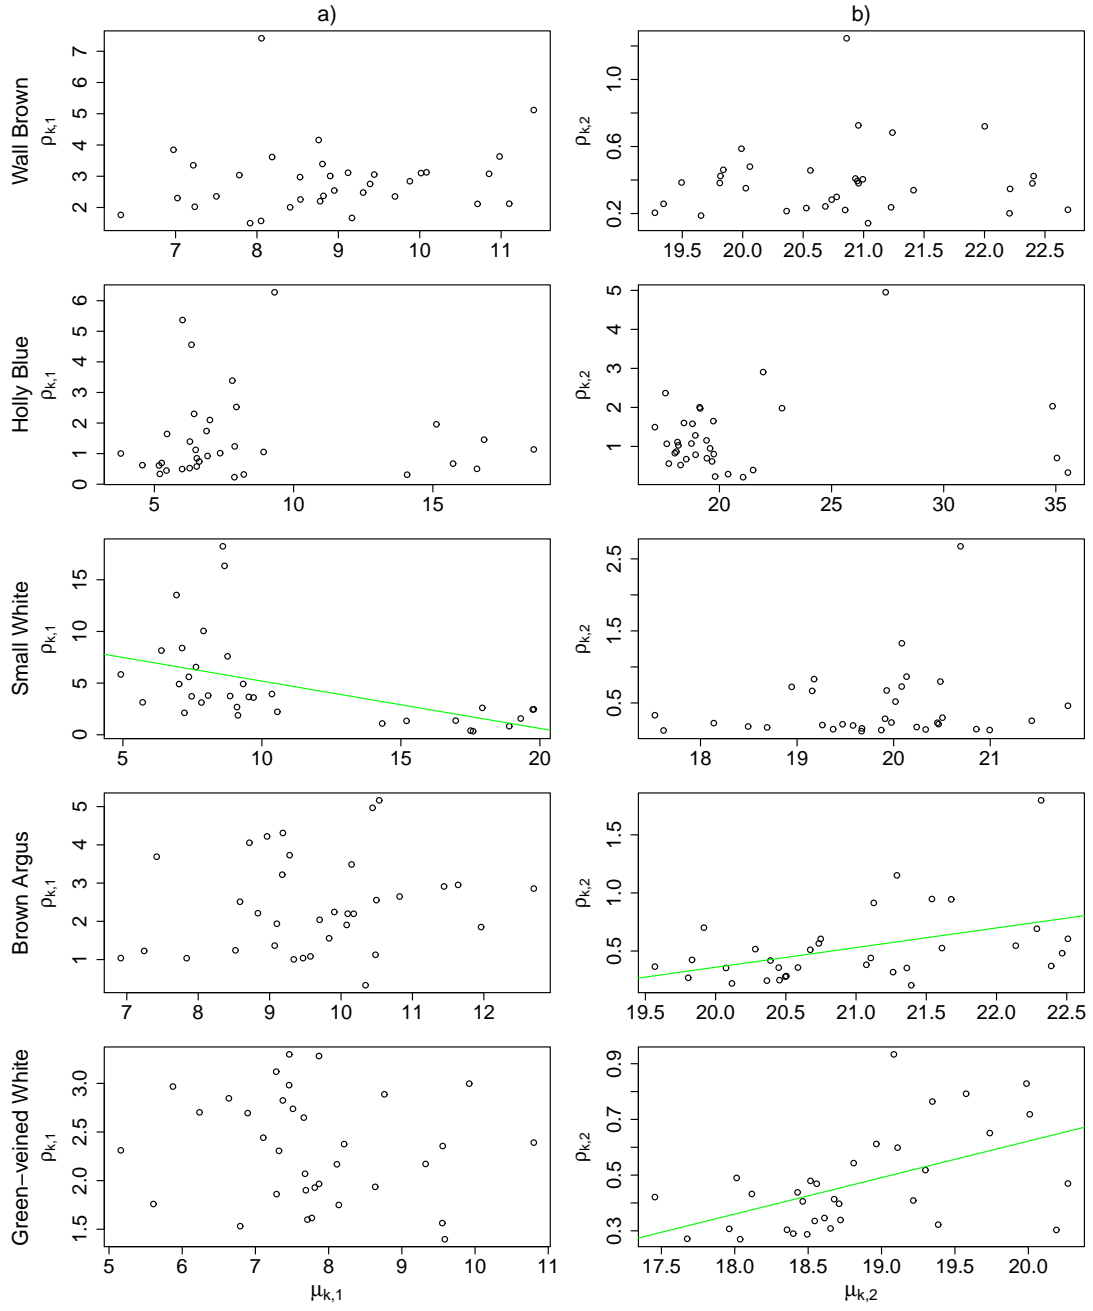 a) b)
Wall Brown
ρk,1
7
6
5
4
3
2
7 8 9 10 11
ρk,2
1.0
0.6
0.2
19.5 20.0 20.5 21.0 21.5 22.0 22.5
Holly Blue
ρk,1
6
5
4
3
2
1
0
5 10 15
ρk,2
5
4
3
2
1
20 25 30 35
Small White
ρk,1
15
10
5
0
5 10 15 20
ρk,2
2.5
1.5
0.5
18 19 20 21
Brown Argus
ρk,1
5
4
3
2
1
7 8 9 10 11 12
ρk,2
1.5
1.0
0.5
19.5 20.0 20.5 21.0 21.5 22.0 22.5
Green−veined White
ρk,1
3.0
2.5
2.0
1.5
5 6 7 8 9 10 11
μk,1
ρk,2
0.9
0.7
0.5
0.3
17.5 18.0 18.5 19.0 19.5 20.0
μk,2